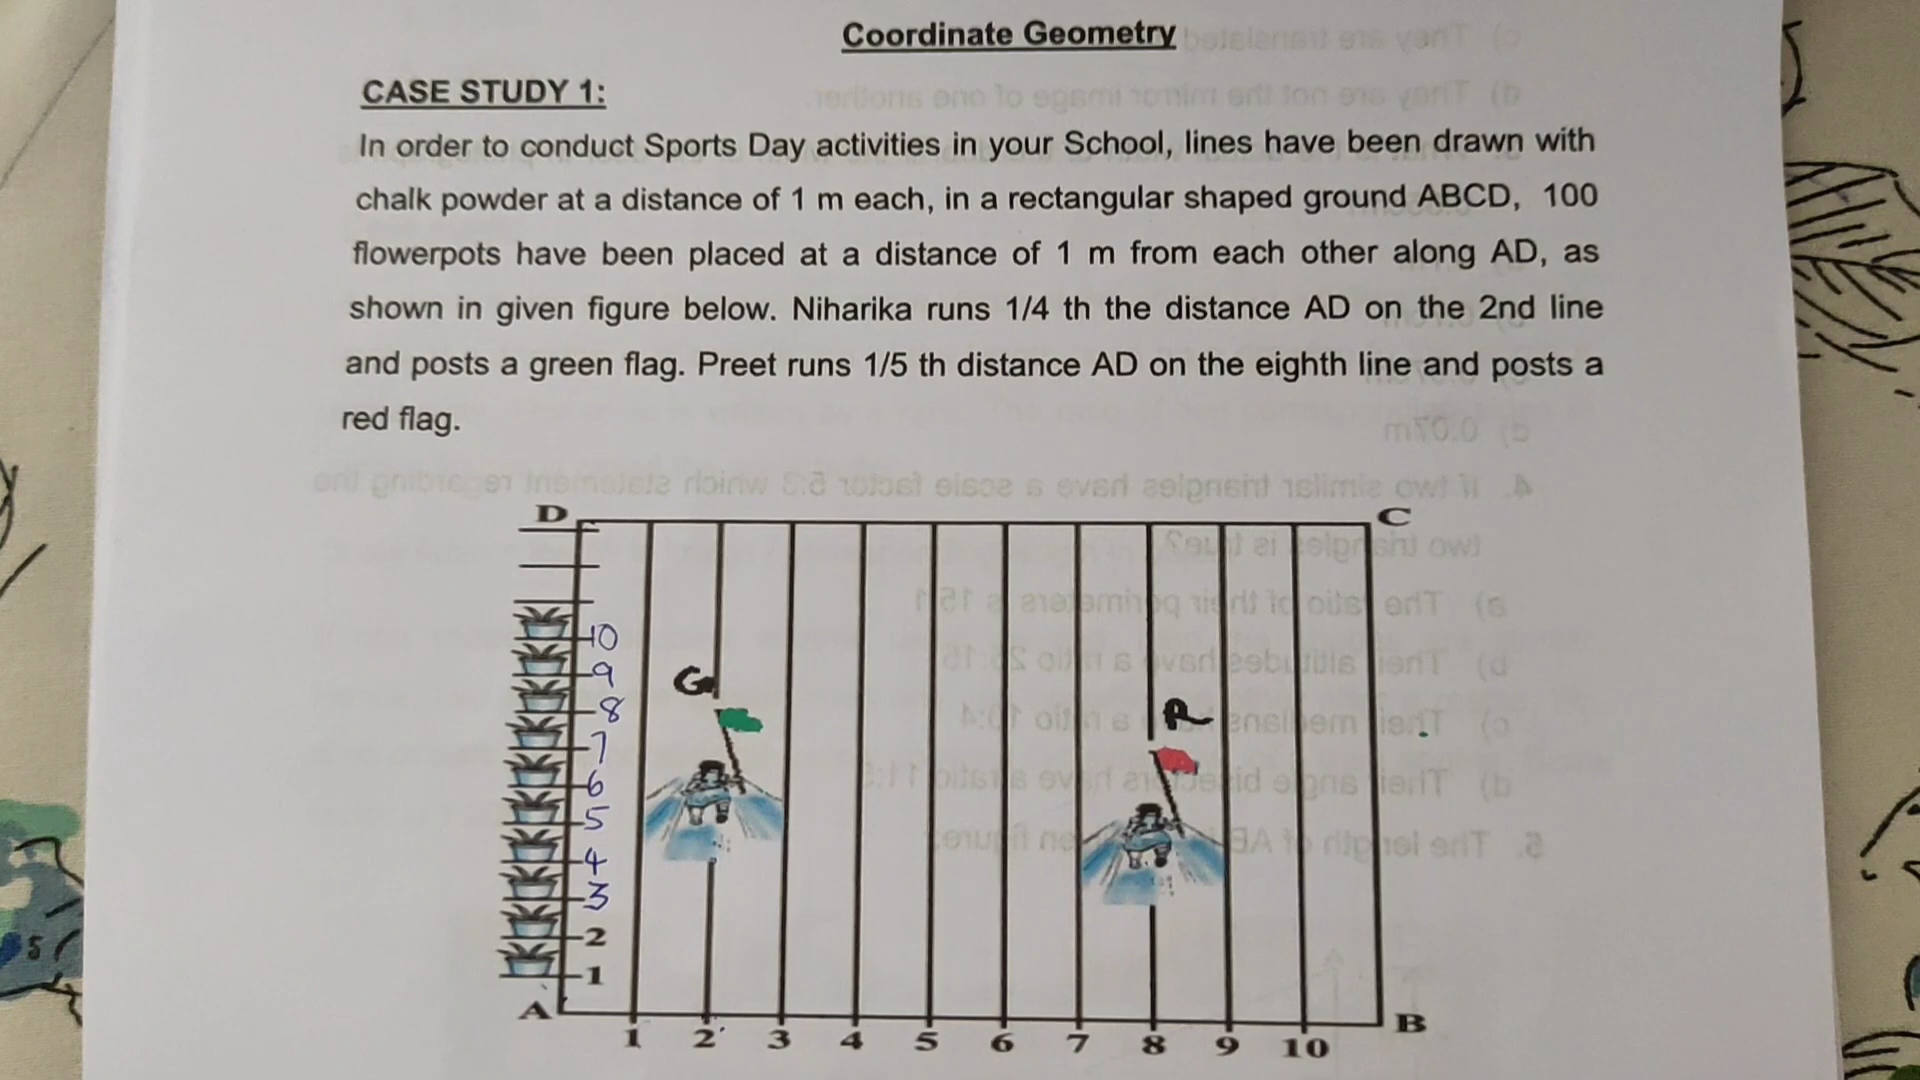 Coordinate Geometry
CASE STUDY 1:
In order to conduct Sports Day activities in your School, lines have been drawn with
chalk powder at a distance of 1 m each, in a rectangular shaped ground ABCD, 100
flowerpots have been placed at a distance of 1 m from each other along AD, as
shown in given figure below. Niharika runs 1/4 th the distance AD on the 2nd line
and posts a green flag. Preet runs 1/5 th distance AD on the eighth line and posts a
red flag.
D C
10
9
G
8
R
7
6
5
4
3
2
1
A B
1 2 3 4 5 6 7 8 9 10